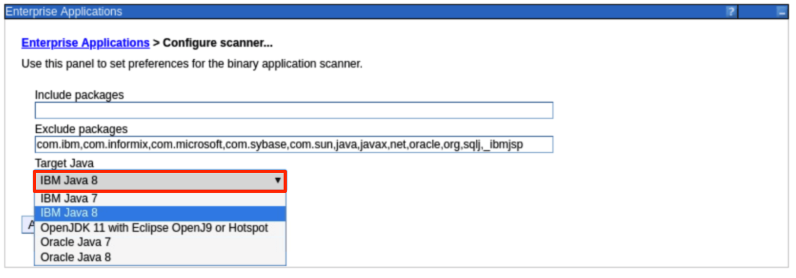 Enterprise Applications ? –
Enterprise Applications > Configure scanner...
Use this panel to set preferences for the binary application scanner.
Include packages
Exclude packages
com.ibm,com.informix,com.microsoft,com.sybase,com.sun,java,javax,net,oracle,org,sqlj,_ibmjsp
Target Java
IBM Java 8
IBM Java 7
IBM Java 8
OpenJDK 11 with Eclipse OpenJ9 or Hotspot
Oracle Java 7
Oracle Java 8